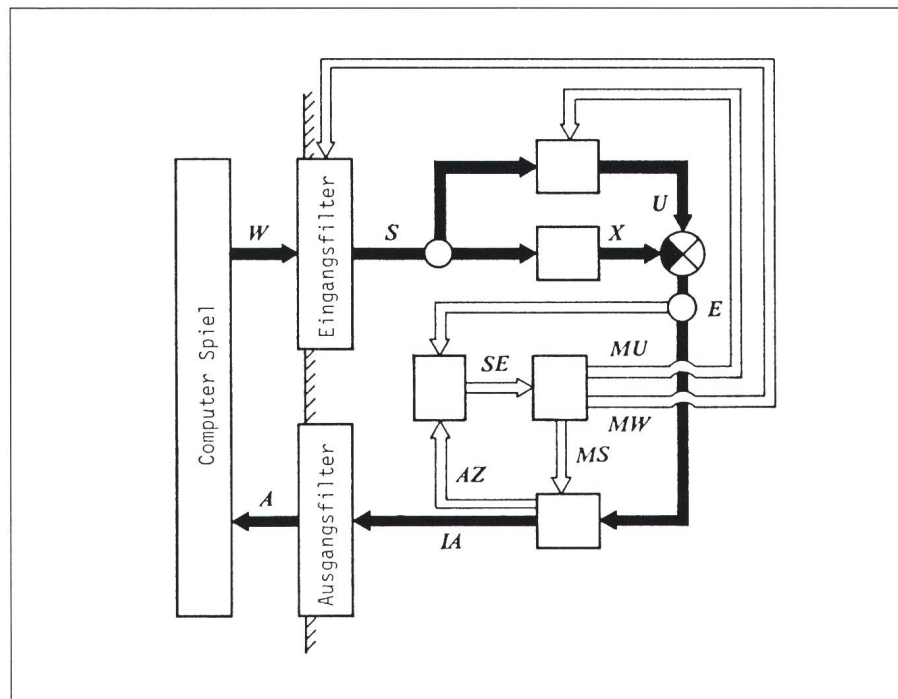 W
S
U
X
E
Computer Spiel
Eingangsfilter
SE
MU
MW
MS
AZ
A
IA
Ausgangsfilter